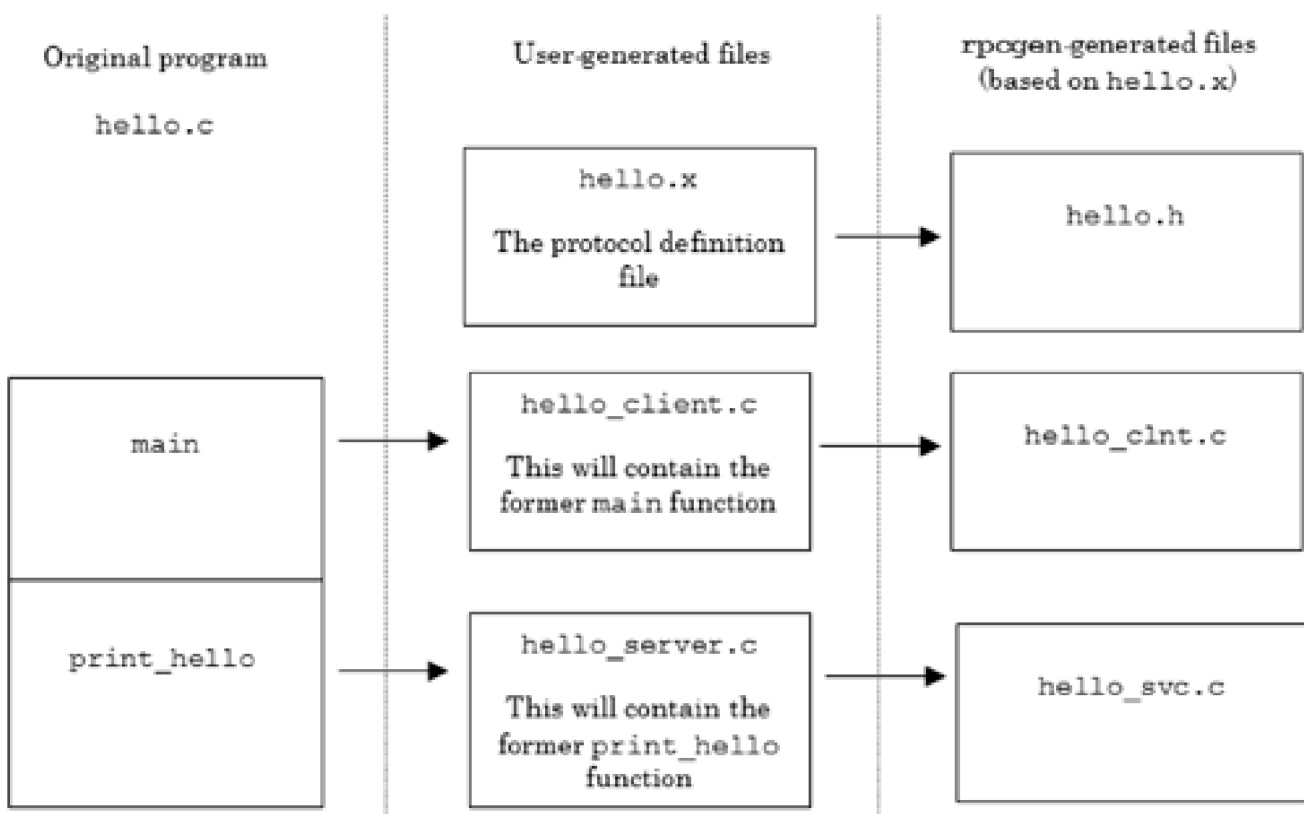 Original program
hello.c
User-generated files
rpcgen-generated files
(based on hello.x)
hello.x
The protocol definition
file
hello.h
main
hello_client.c
This will contain the
former main function
hello_clnt.c
print_hello
hello_server.c
This will contain the
former print_hello
function
hello_svc.c